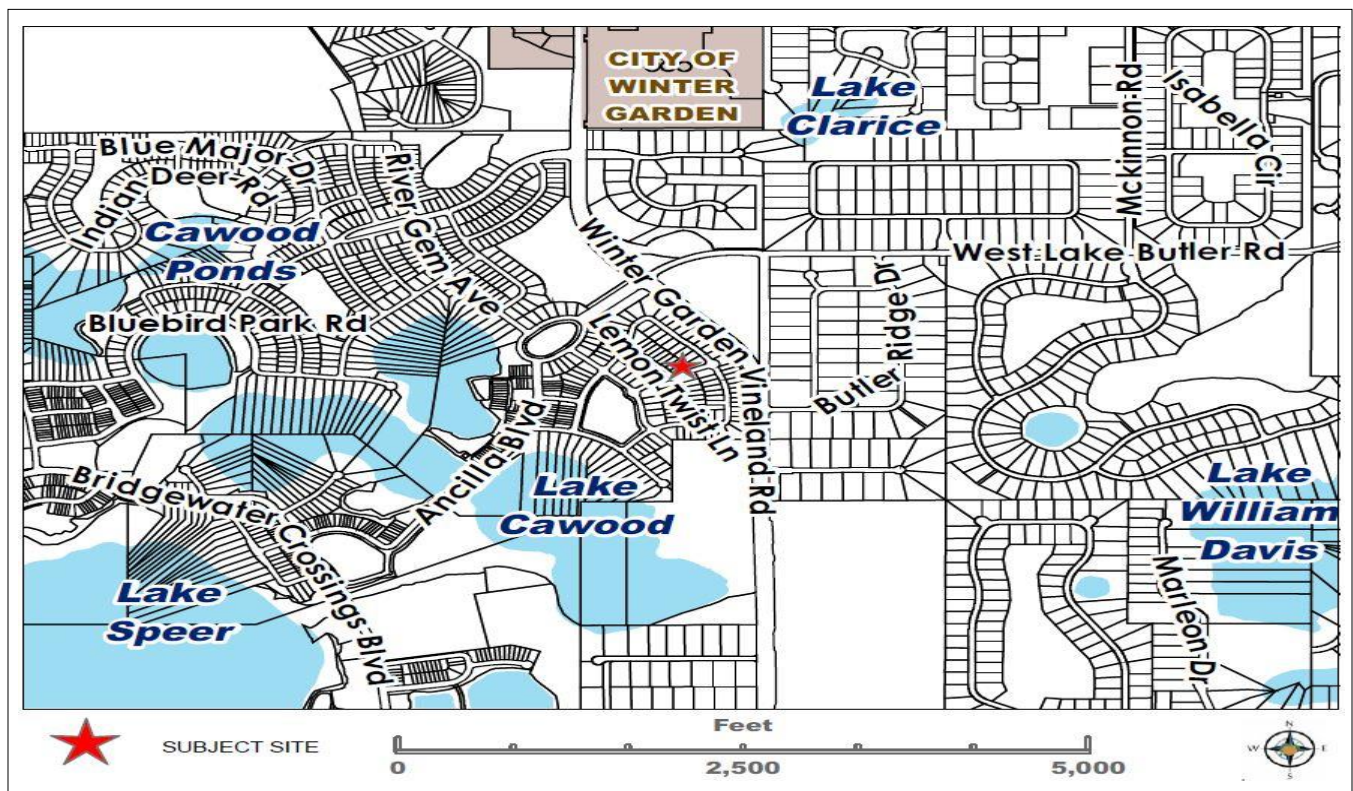 CITY OF
WINTER
GARDEN
Lake
Clarice
Mckinnon Rd
Isabella Cir
Blue Major Dr
Indian
Deer Rd
River Gem Ave
Cawood
Ponds
Winter Garden Vineland Rd
West Lake Butler Rd
Bluebird Park Rd
Lemon Twist Ln
Butler Ridge Dr
Ancilla Blvd
Bridgewater Crossings Blvd
Lake
Cawood
Lake
William
Davis
Lake
Speer
Marleon Dr
SUBJECT SITE
Feet
0
2,500
5,000
N
W
E
S